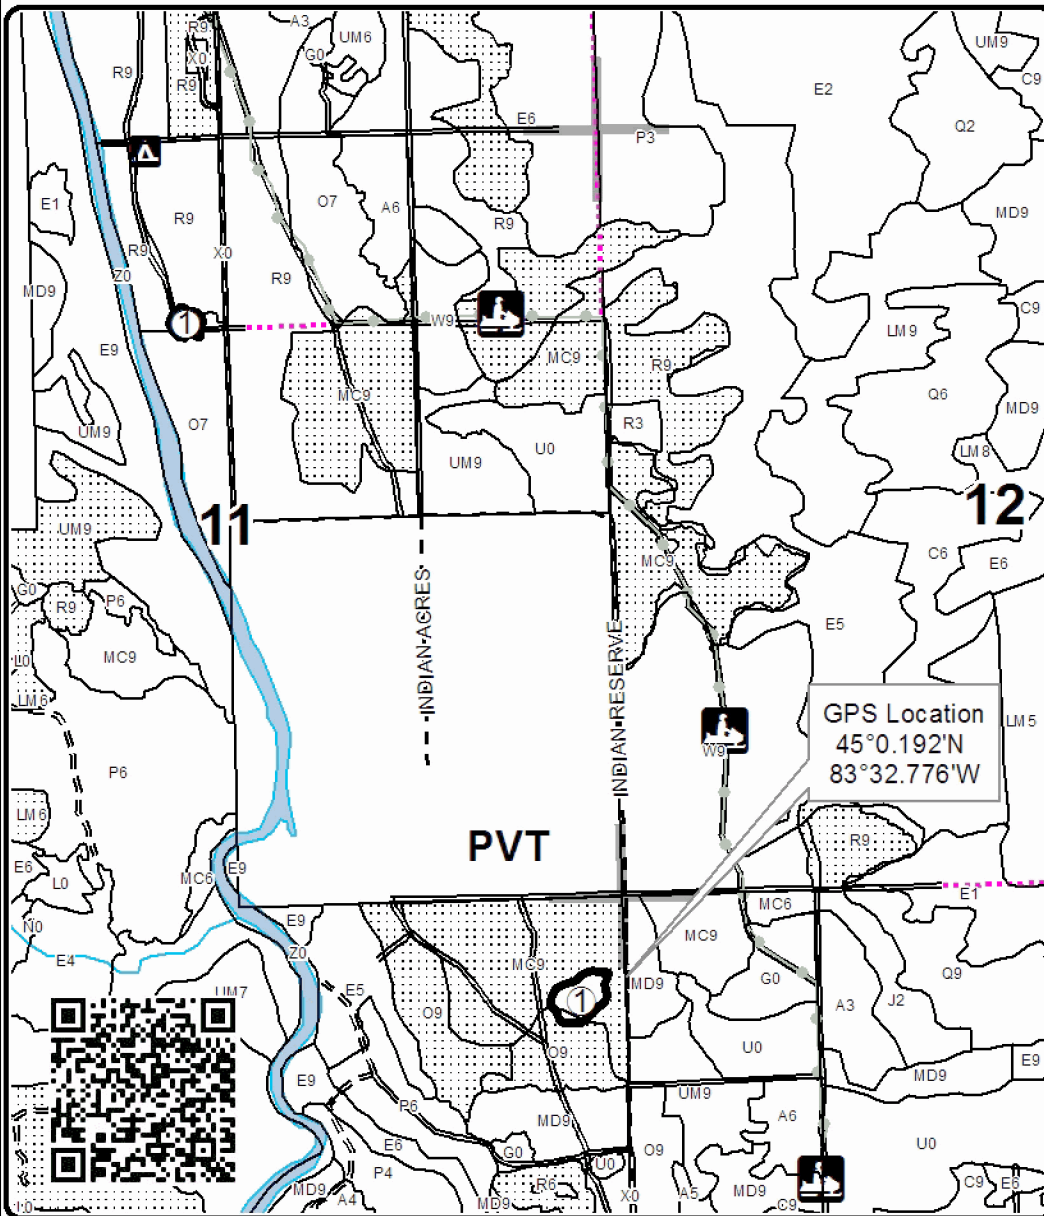 A3
R9
UM6
UM9
X0
G0
R9
C9
R9
E2
E6
Q2
P3
E1
O7
A6
R9
R9
MD9
R9
X0
Z0
R9
MD9
C9
1
W9
LM9
E9
MC9
R9
MC9
Q6
MD9
O7
R3
UM9
U0
LM8
UM9
11
12
UM9
C6
MC9
E6
G0
P6
R9
INDIAN ACRES
INDIAN RESERVE
E5
MC9
L0
LM6
GPS Location
45°0.192'N
83°32.776'W
LM5
W9
P6
LM6
PVT
R9
E6
L0
MC6
E9
E1
MC6
N0
E9
MC9
E4
Z0
MC9
G0
Q9
UM7
E5
MD9
1
O9
A3
J2
O9
U0
E9
MD9
E9
UM9
P6
MD9
A6
E6
G0
O9
U0
P4
U0
MD9
A4
MD9
R6
X0
A5
MD9
C9
C9
E6
L0